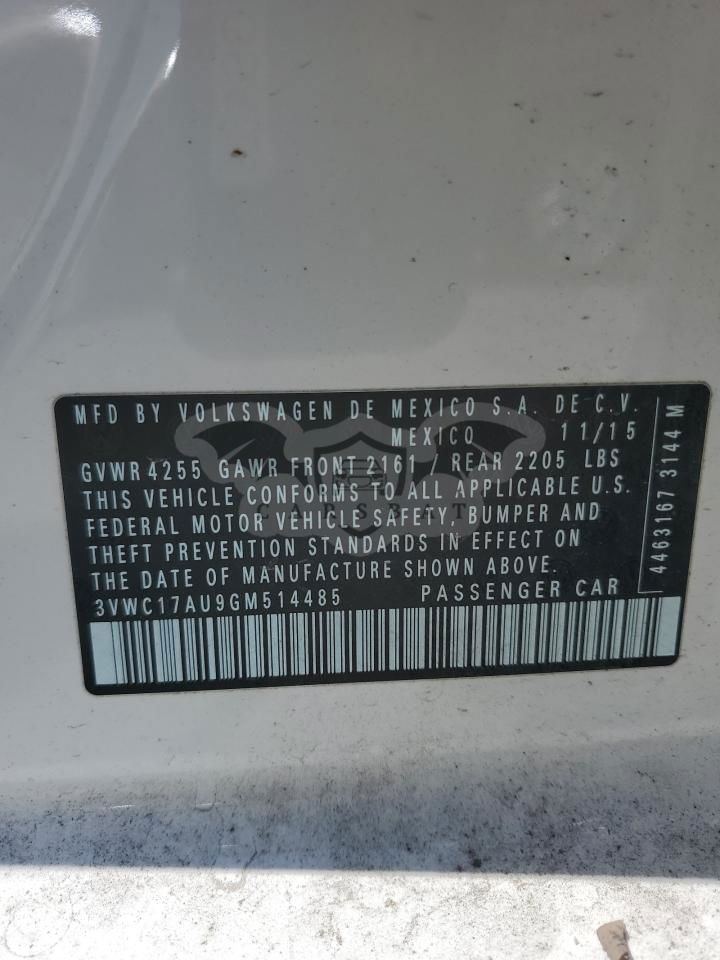 MFD BY VOLKSWAGEN DE MEXICO S.A. DE C.V.
MEXICO 11/15
GVWR 4255 GAWR FRONT 2161 / REAR 2205 LBS
THIS VEHICLE CONFORMS TO ALL APPLICABLE U.S.
FEDERAL MOTOR VEHICLE SAFETY, BUMPER AND
THEFT PREVENTION STANDARDS IN EFFECT ON
THE DATE OF MANUFACTURE SHOWN ABOVE.
3VWC17AU9GM514485 PASSENGER CAR
4463167 3144 M
CARSBAT